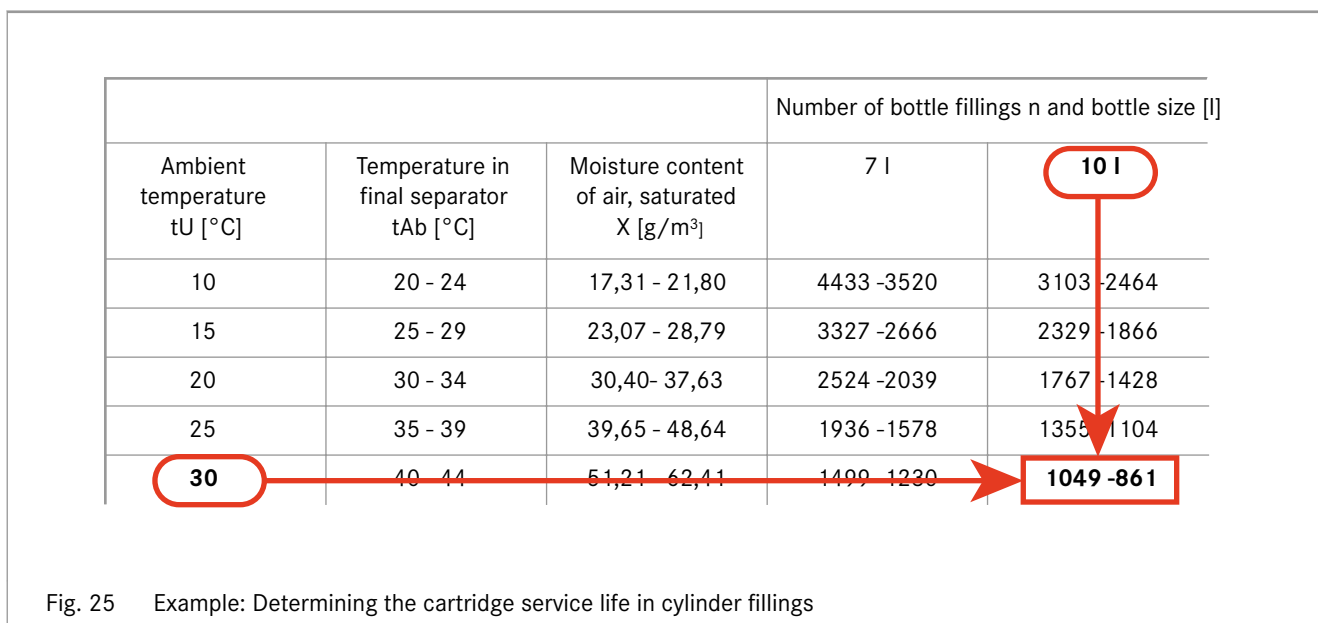 Number of bottle fillings n and bottle size [l]
Ambient temperature tU [°C] Temperature in final separator tAb [°C] Moisture content of air, saturated X [g/m³] 7 l 10 l
10 20 - 24 17,31 - 21,80 4433 -3520 3103 -2464
15 25 - 29 23,07 - 28,79 3327 -2666 2329 -1866
20 30 - 34 30,40- 37,63 2524 -2039 1767 -1428
25 35 - 39 39,65 - 48,64 1936 -1578 1355 -1104
30 40 - 44 51,21 - 62,41 1499 -1230 1049 -861
Fig. 25 Example: Determining the cartridge service life in cylinder fillings